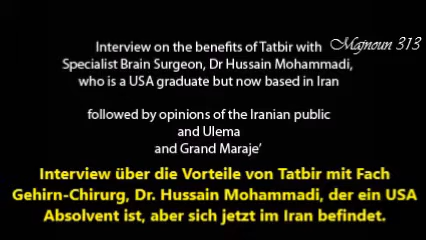 Majnoun 313
Interview on the benefits of Tatbir with
Specialist Brain Surgeon, Dr Hussain Mohammadi,
who is a USA graduate but now based in Iran
followed by opinions of the Iranian public
and Ulema
and Grand Maraje'
Interview über die Vorteile von Tatbir mit Fach
Gehirn-Chirurg, Dr. Hussain Mohammadi, der ein USA
Absolvent ist, aber sich jetzt im Iran befindet.